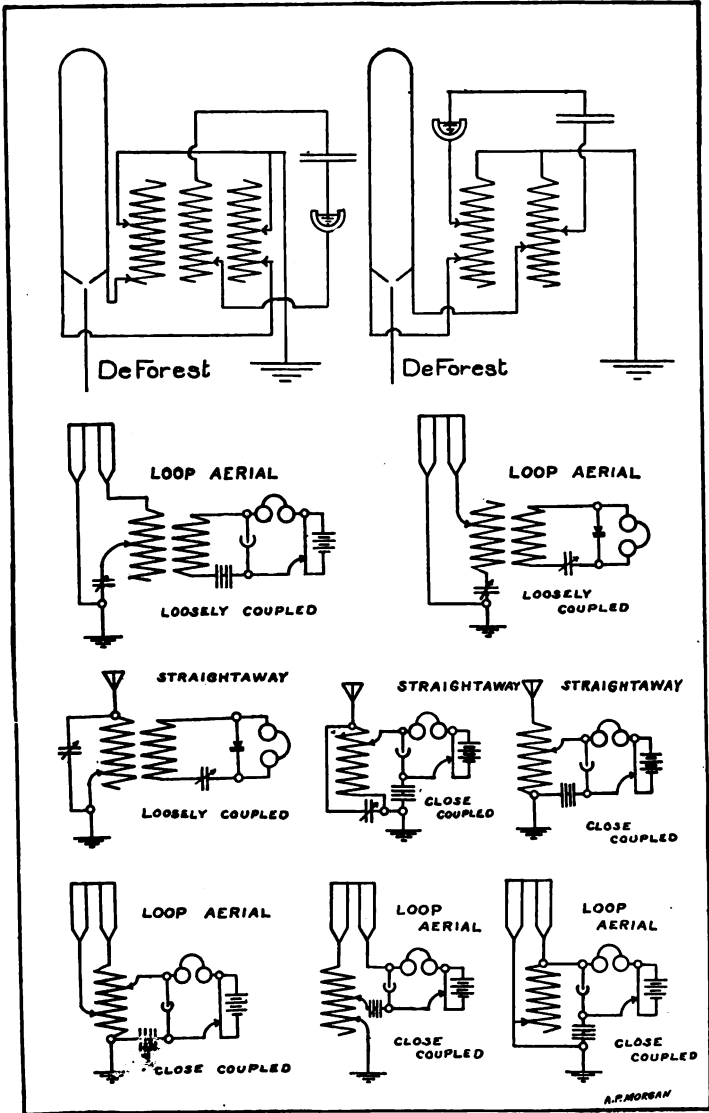 DeForest
DeForest
LOOP AERIAL
LOOSELY COUPLED
LOOP AERIAL
LOOSELY
COUPLED
STRAIGHTAWAY
LOOSELY COUPLED
STRAIGHTAWAY
CLOSE
COUPLED
STRAIGHTAWAY
CLOSE
COUPLED
LOOP AERIAL
CLOSE COUPLED
LOOP
AERIAL
CLOSE
COUPLED
LOOP
AERIAL
CLOSE
COUPLED
A.P. MORGAN